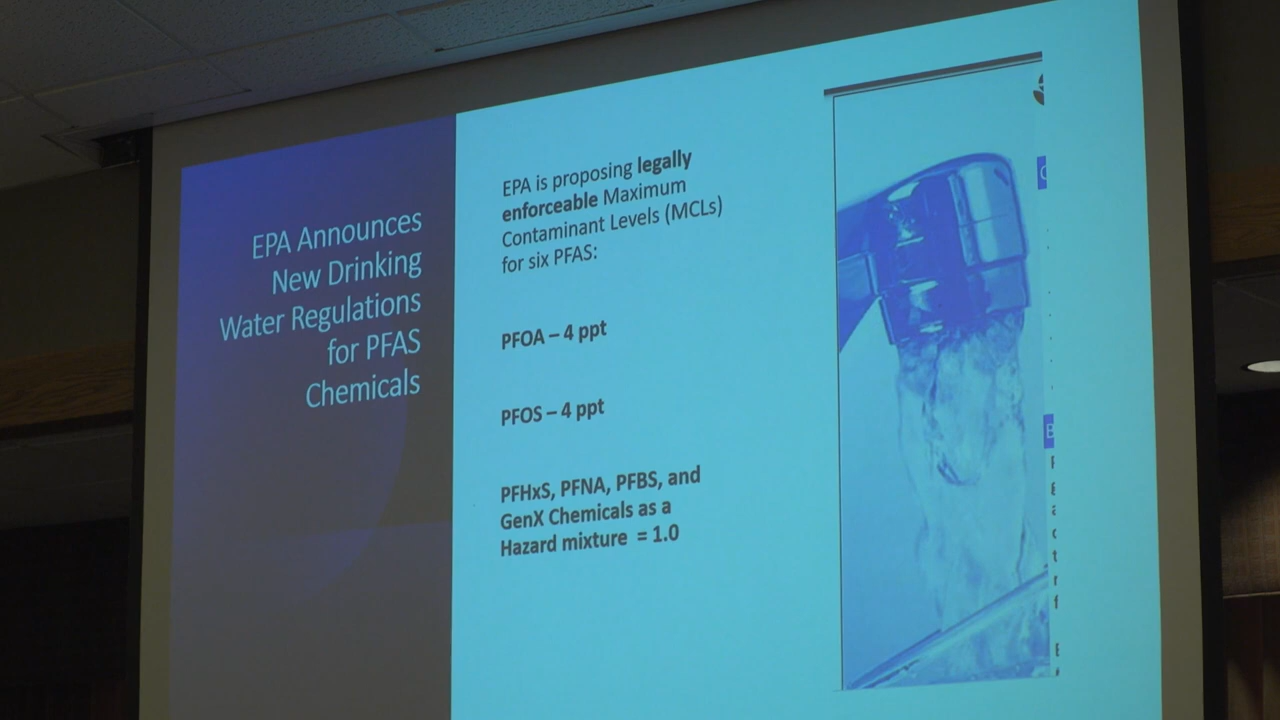 EPA Announces
New Drinking
Water Regulations
for PFAS
Chemicals
EPA is proposing legally
enforceable Maximum
Contaminant Levels (MCLs)
for six PFAS:
PFOA – 4 ppt
PFOS – 4 ppt
PFHxS, PFNA, PFBS, and
GenX Chemicals as a
Hazard mixture = 1.0